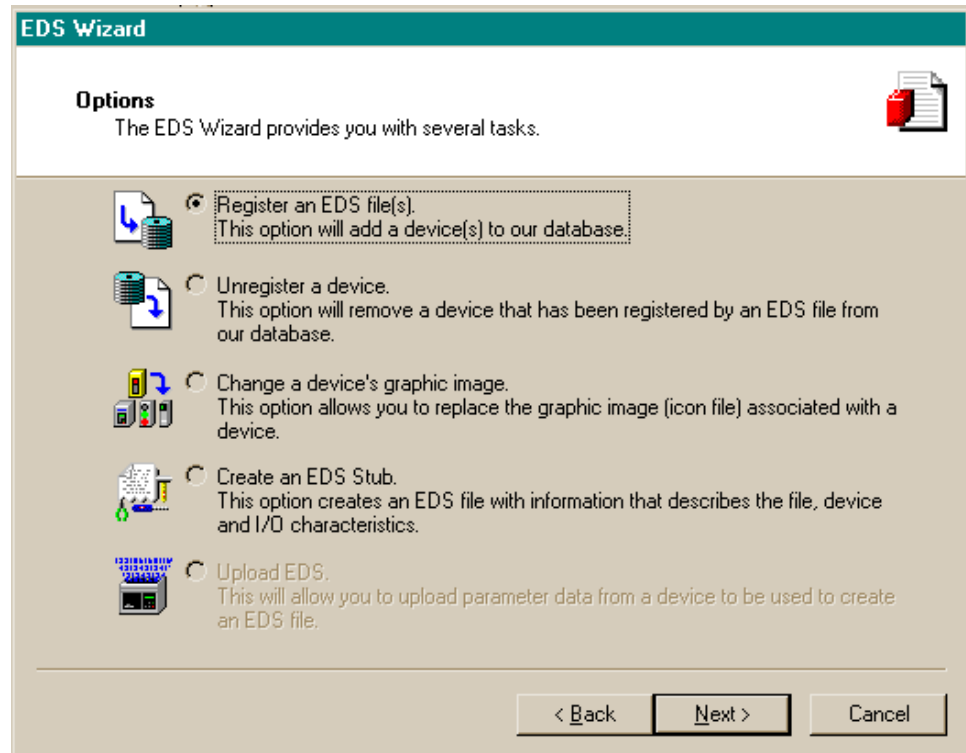 EDS Wizard
Options
The EDS Wizard provides you with several tasks.
Register an EDS file(s).
This option will add a device(s) to our database.
Unregister a device.
This option will remove a device that has been registered by an EDS file from
our database.
Change a device's graphic image.
This option allows you to replace the graphic image (icon file) associated with a
device.
Create an EDS Stub.
This option creates an EDS file with information that describes the file, device
and I/O characteristics.
Upload EDS.
This will allow you to upload parameter data from a device to be used to create
an EDS file.
< Back
Next >
Cancel